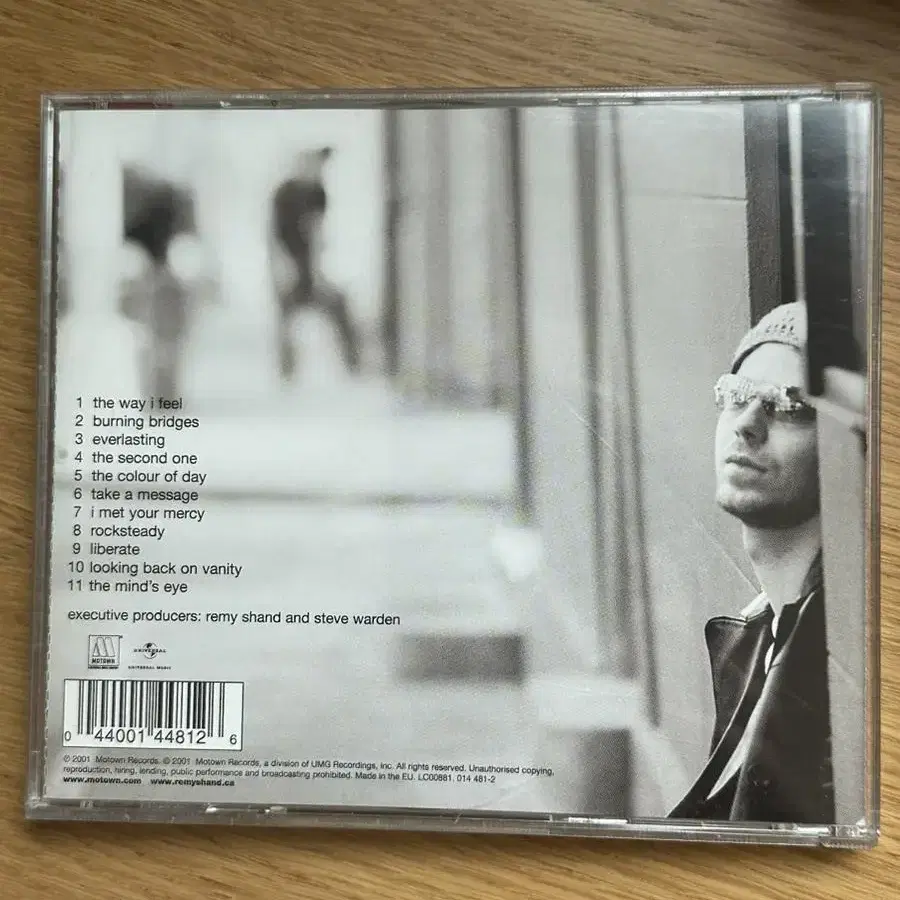 1 the way i feel
2 burning bridges
3 everlasting
4 the second one
5 the colour of day
6 take a message
7 i met your mercy
8 rocksteady
9 liberate
10 looking back on vanity
11 the mind's eye
executive producers: remy shand and steve warden
MOTOWN
UNIVERSAL
UNIVERSAL MUSIC
0 44001 44812 6
℗ 2001 Motown Records. © 2001 Motown Records, a division of UMG Recordings, Inc. All rights reserved. Unauthorised copying,
reproduction, hiring, lending, public performance and broadcasting prohibited. Made in the EU. LC00881. 014 481-2
www.motown.com www.remyshand.ca